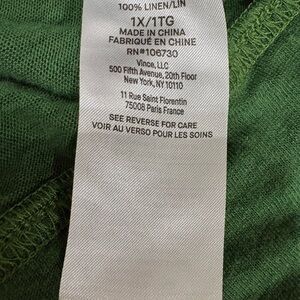 100% LINEN/LIN
1X/1TG
MADE IN CHINA
FABRIQUÉ EN CHINE
RN#106730
Vince, LLC
500 Fifth Avenue, 20th Floor
New York, NY 10110
11 Rue Saint Florentin
75008 Paris France
SEE REVERSE FOR CARE
VOIR AU VERSO POUR LES SOINS